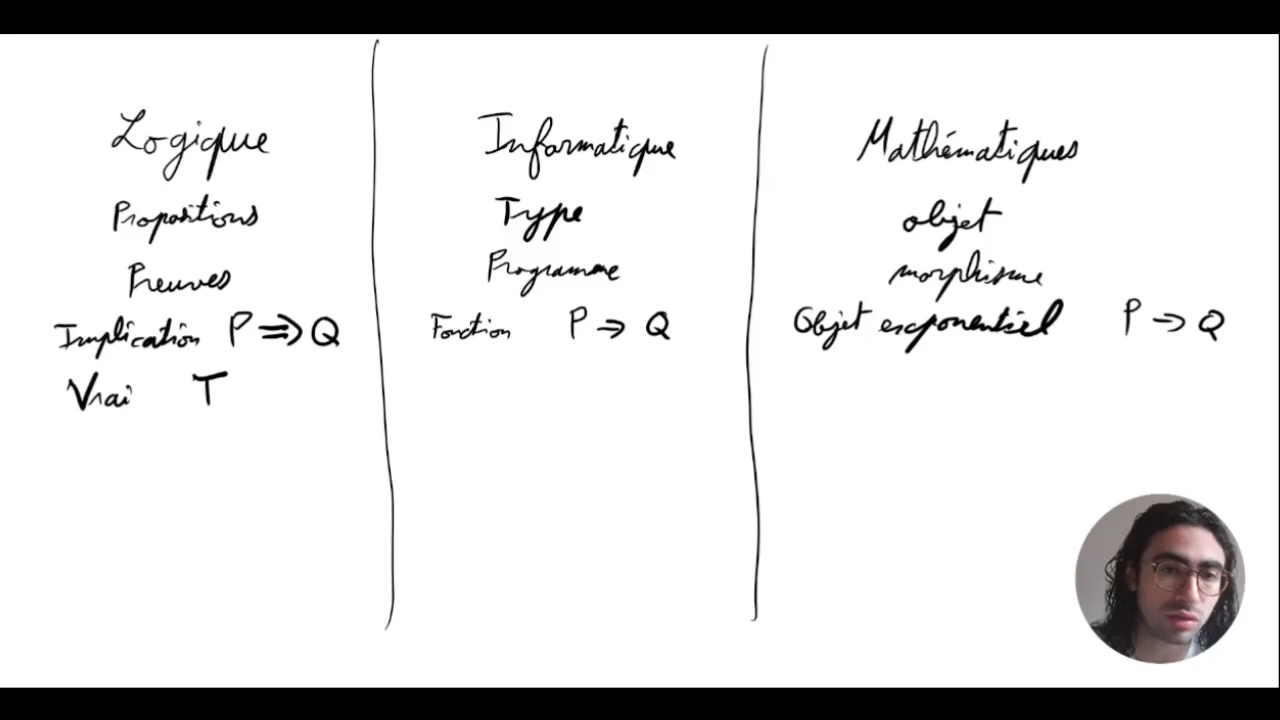 Logique
Propositions
Preuves
Implication P ⇒ Q
Vrai T
Informatique
Type
Programme
Fonction P → Q
Mathématiques
objet
morphisme
Objet exponentiel P → Q